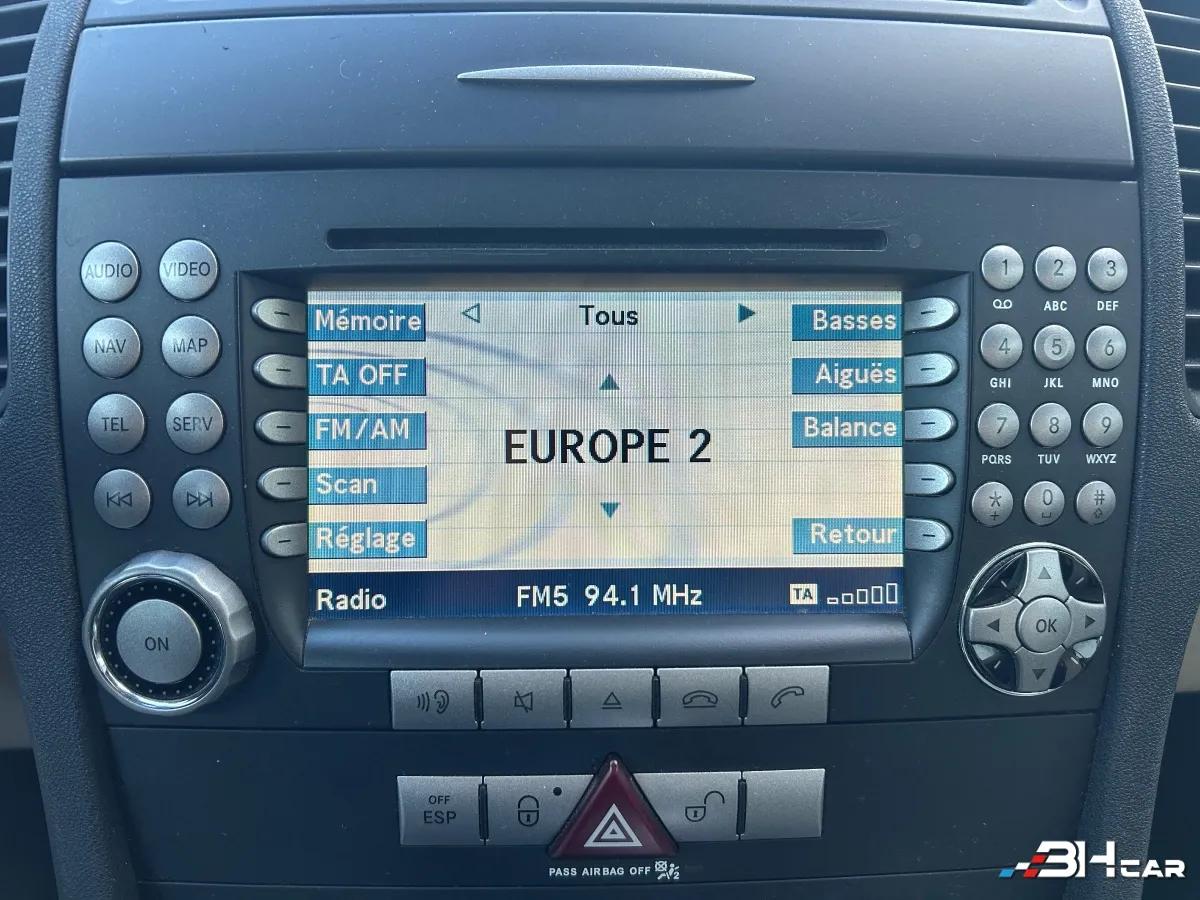 AUDIO VIDEO
NAV MAP
TEL SERV
ON
Mémoire
TA OFF
FM/AM
Scan
Réglage
Tous
EUROPE 2
Basses
Aiguës
Balance
Retour
Radio FM5 94.1 MHz TA
1 2 3
ABC DEF
4 5 6
GHI JKL MNO
7 8 9
PQRS TUV WXYZ
* 0 #
+
OK
OFF
ESP
PASS AIRBAG OFF 2
3HCAR